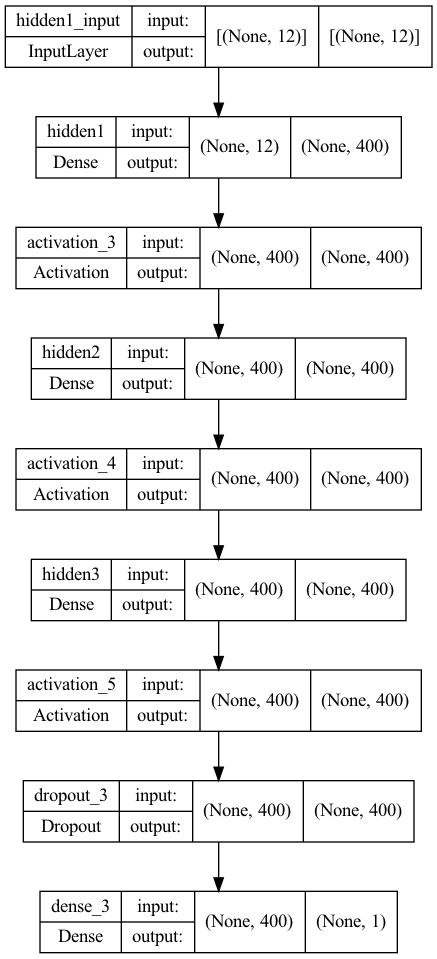 hidden1_input input: [(None, 12)] [(None, 12)]
InputLayer output:
hidden1 input: (None, 12) (None, 400)
Dense output:
activation_3 input: (None, 400) (None, 400)
Activation output:
hidden2 input: (None, 400) (None, 400)
Dense output:
activation_4 input: (None, 400) (None, 400)
Activation output:
hidden3 input: (None, 400) (None, 400)
Dense output:
activation_5 input: (None, 400) (None, 400)
Activation output:
dropout_3 input: (None, 400) (None, 400)
Dropout output:
dense_3 input: (None, 400) (None, 1)
Dense output: